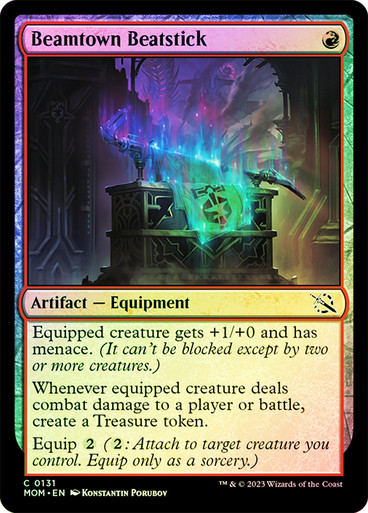 Beamtown Beatstick
Artifact — Equipment
Equipped creature gets +1/+0 and has
menace. (It can't be blocked except by two
or more creatures.)
Whenever equipped creature deals
combat damage to a player or battle,
create a Treasure token.
Equip 2 (2: Attach to target creature you
control. Equip only as a sorcery.)
C 0131
MOM • EN Konstantin Porubov
™ & © 2023 Wizards of the Coast